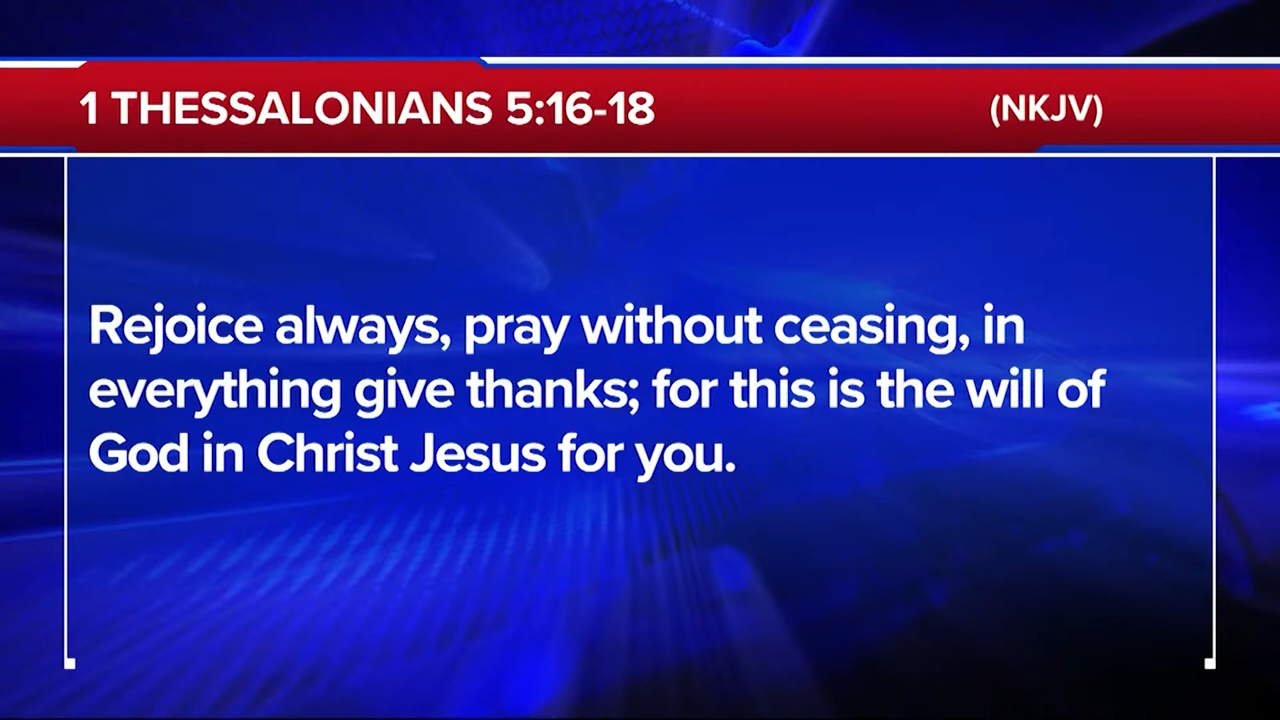 1 THESSALONIANS 5:16-18 (NKJV)
Rejoice always, pray without ceasing, in
everything give thanks; for this is the will of
God in Christ Jesus for you.